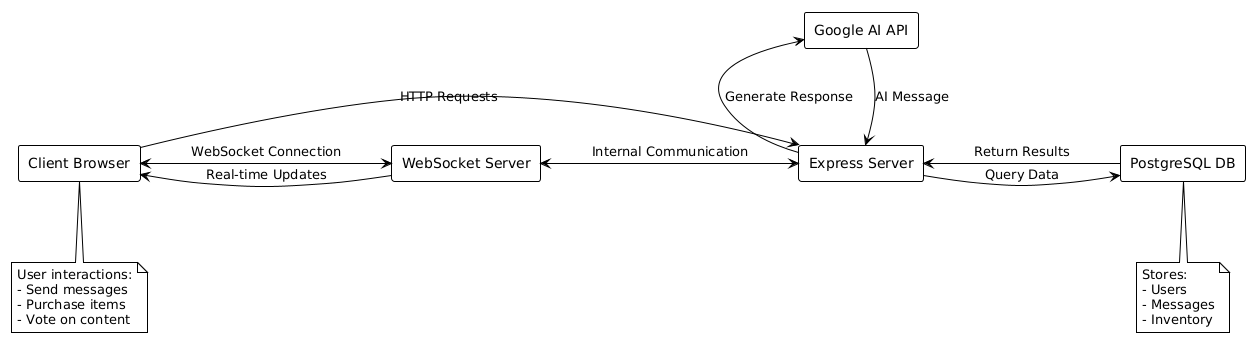 Google AI API
HTTP Requests
Generate Response
AI Message
Client Browser
WebSocket Connection
Real-time Updates
WebSocket Server
Internal Communication
Express Server
Return Results
Query Data
PostgreSQL DB
User interactions:
- Send messages
- Purchase items
- Vote on content
Stores:
- Users
- Messages
- Inventory